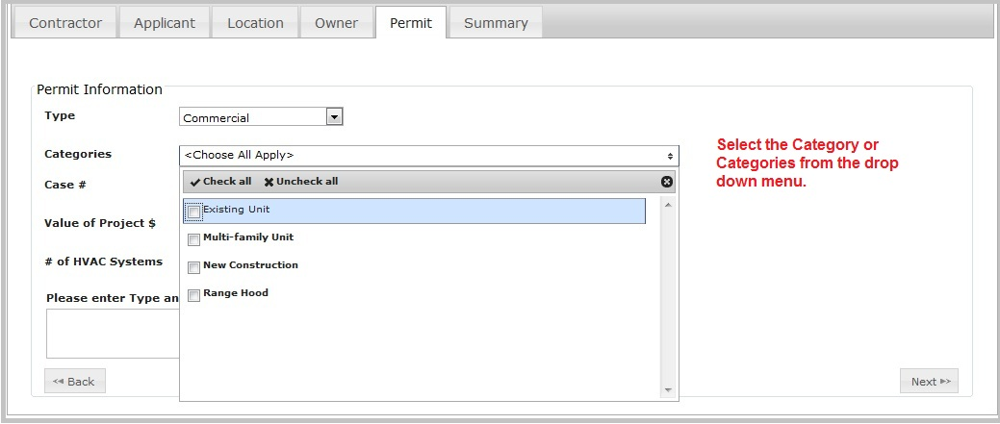 Contractor Applicant Location Owner Permit Summary
Permit Information
Type Commercial
Categories <Choose All Apply>
Select the Category or
Categories from the drop
down menu.
Case # Check all Uncheck all
Existing Unit
Value of Project $ Multi-family Unit
# of HVAC Systems New Construction
Please enter Type an Range Hood
Back Next